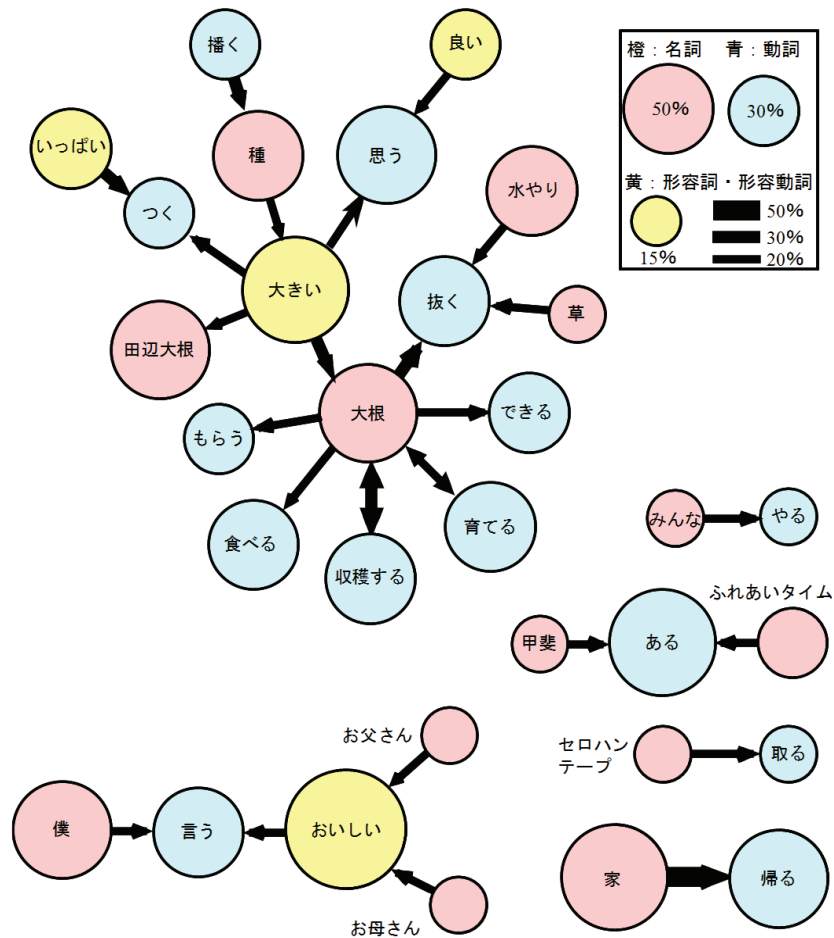 播く
良い
橙：名詞
青：動詞
50%
30%
黄：形容詞・形容動詞
15%
50%
30%
20%
いっぱい
種
思う
つく
水やり
大きい
抜く
草
田辺大根
大根
もらう
できる
食べる
収穫する
育てる
みんな
やる
ふれあいタイム
甲斐
ある
セロハン
テープ
取る
お父さん
僕
言う
おいしい
お母さん
家
帰る